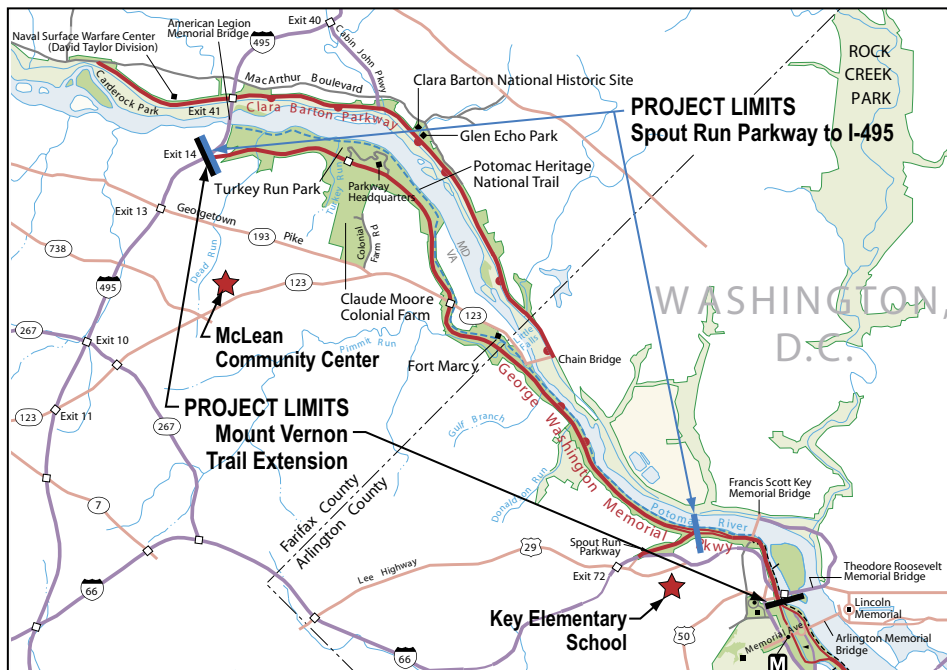 American Legion
Memorial Bridge
Exit 40
Naval Surface Warfare Center
(David Taylor Division)
495
Cabin John Pkwy
ROCK
CREEK
PARK
MacArthur Boulevard
Clara Barton National Historic Site
Carderock Park
Exit 41
Clara Barton Parkway
PROJECT LIMITS
Spout Run Parkway to I-495
Glen Echo Park
Exit 14
Potomac Heritage
National Trail
Turkey Run Park
Turkey Run
Parkway
Headquarters
Exit 13
Georgetown
193
Pike
Colonial
Farm Rd
MD
VA
738
Dead Run
123
495
Claude Moore
Colonial Farm
123
WASHINGTON,
D.C.
267
Exit 10
McLean
Community Center
Pimmit Run
Little
Falls
Chain Bridge
Fort Marcy
George Washington Memorial Pkwy
PROJECT LIMITS
Mount Vernon
Trail Extension
123
Exit 11
267
Gulf Branch
Donaldson Run
7
Fairfax County
Arlington County
Francis Scott Key
Memorial Bridge
Potomac River
29
Spout Run
Parkway
Lee Highway
Exit 72
Theodore Roosevelt
Memorial Bridge
66
Key Elementary
School
Lincoln
Memorial
50
Memorial Ave
Arlington Memorial
Bridge
66
M